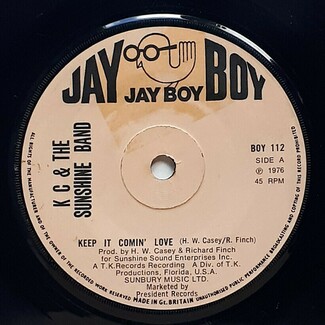 JAY BOY
JAY BOY
K C & THE
SUNSHINE BAND
BOY 112
SIDE A
℗ 1976
45 RPM
KEEP IT COMIN' LOVE (H. W. Casey/R. Finch)
Prod. by H. W. Casey & Richard Finch
for Sunshine Sound Enterprises Inc.
A T.K. Records Recording A Div. of T.K.
Productions, Florida, U.S.A.
SUNBURY MUSIC LTD.
Marketed by
President Records
ALL RIGHTS OF THE MANUFACTURER AND OF THE OWNER OF THE RECORDED WORK RESERVED MADE IN GT. BRITAIN UNAUTHORISED PUBLIC PERFORMANCE BROADCASTING AND COPYING OF THIS RECORD PROHIBITED